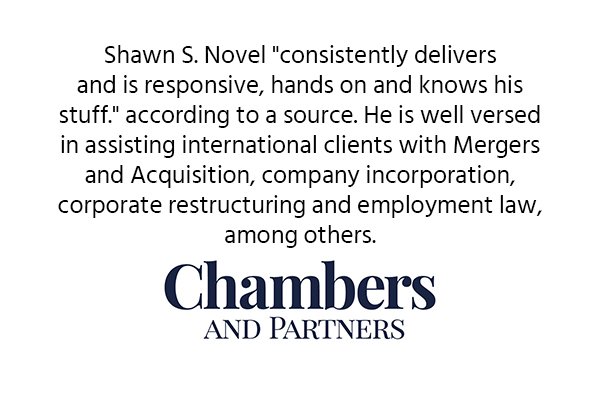 Shawn S. Novel "consistently delivers
and is responsive, hands on and knows his
stuff." according to a source. He is well versed
in assisting international clients with Mergers
and Acquisition, company incorporation,
corporate restructuring and employment law,
among others.
Chambers
AND PARTNERS